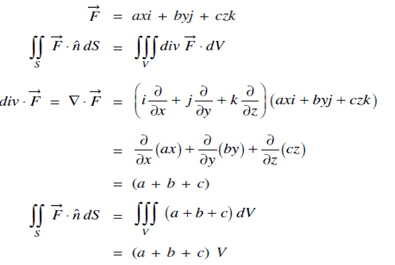 F⃗ = axi + byj + czk
∬_S F⃗ · n̂ dS = ∭_V div F⃗ · dV
div · F⃗ = ∇ · F⃗ = (i ∂/∂x + j ∂/∂y + k ∂/∂z)(axi + byj + czk)
= ∂/∂x (ax) + ∂/∂y (by) + ∂/∂z (cz)
= (a + b + c)
∬_S F⃗ · n̂ dS = ∭_V (a + b + c) dV
= (a + b + c) V